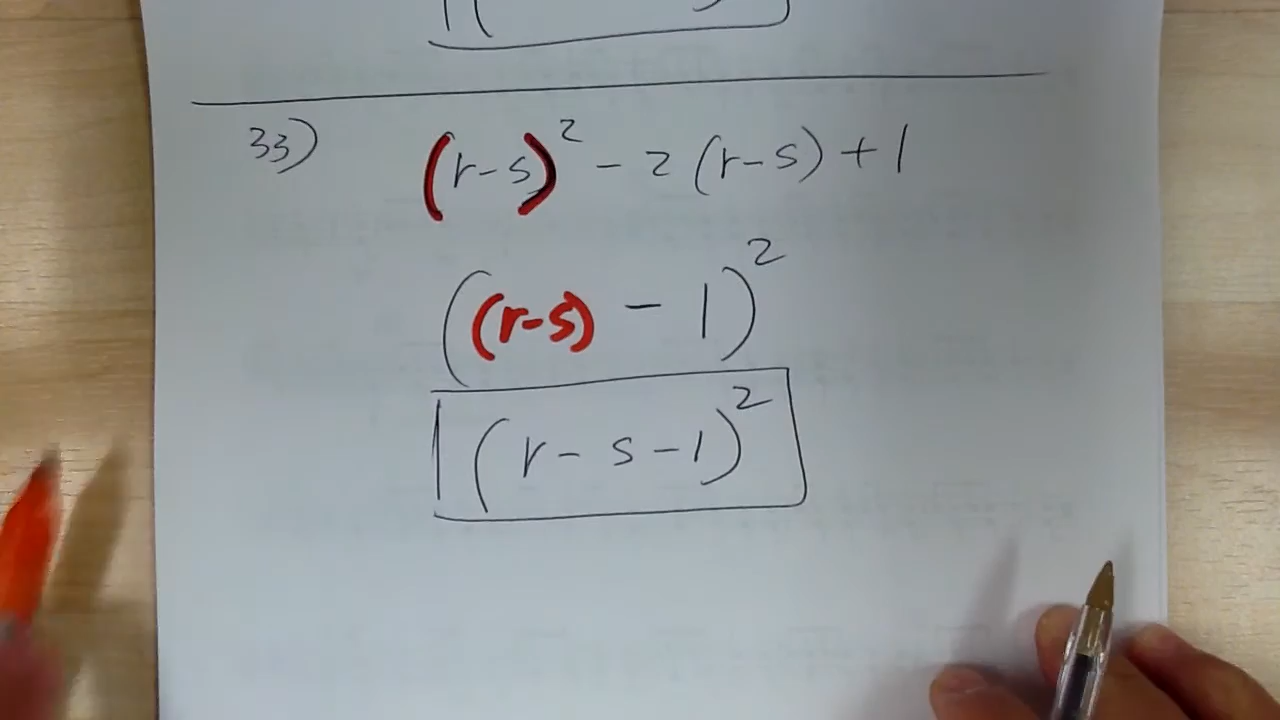 33) (r-s)² - 2 (r-s) + 1
((r-s) - 1)²
(r - s - 1)²